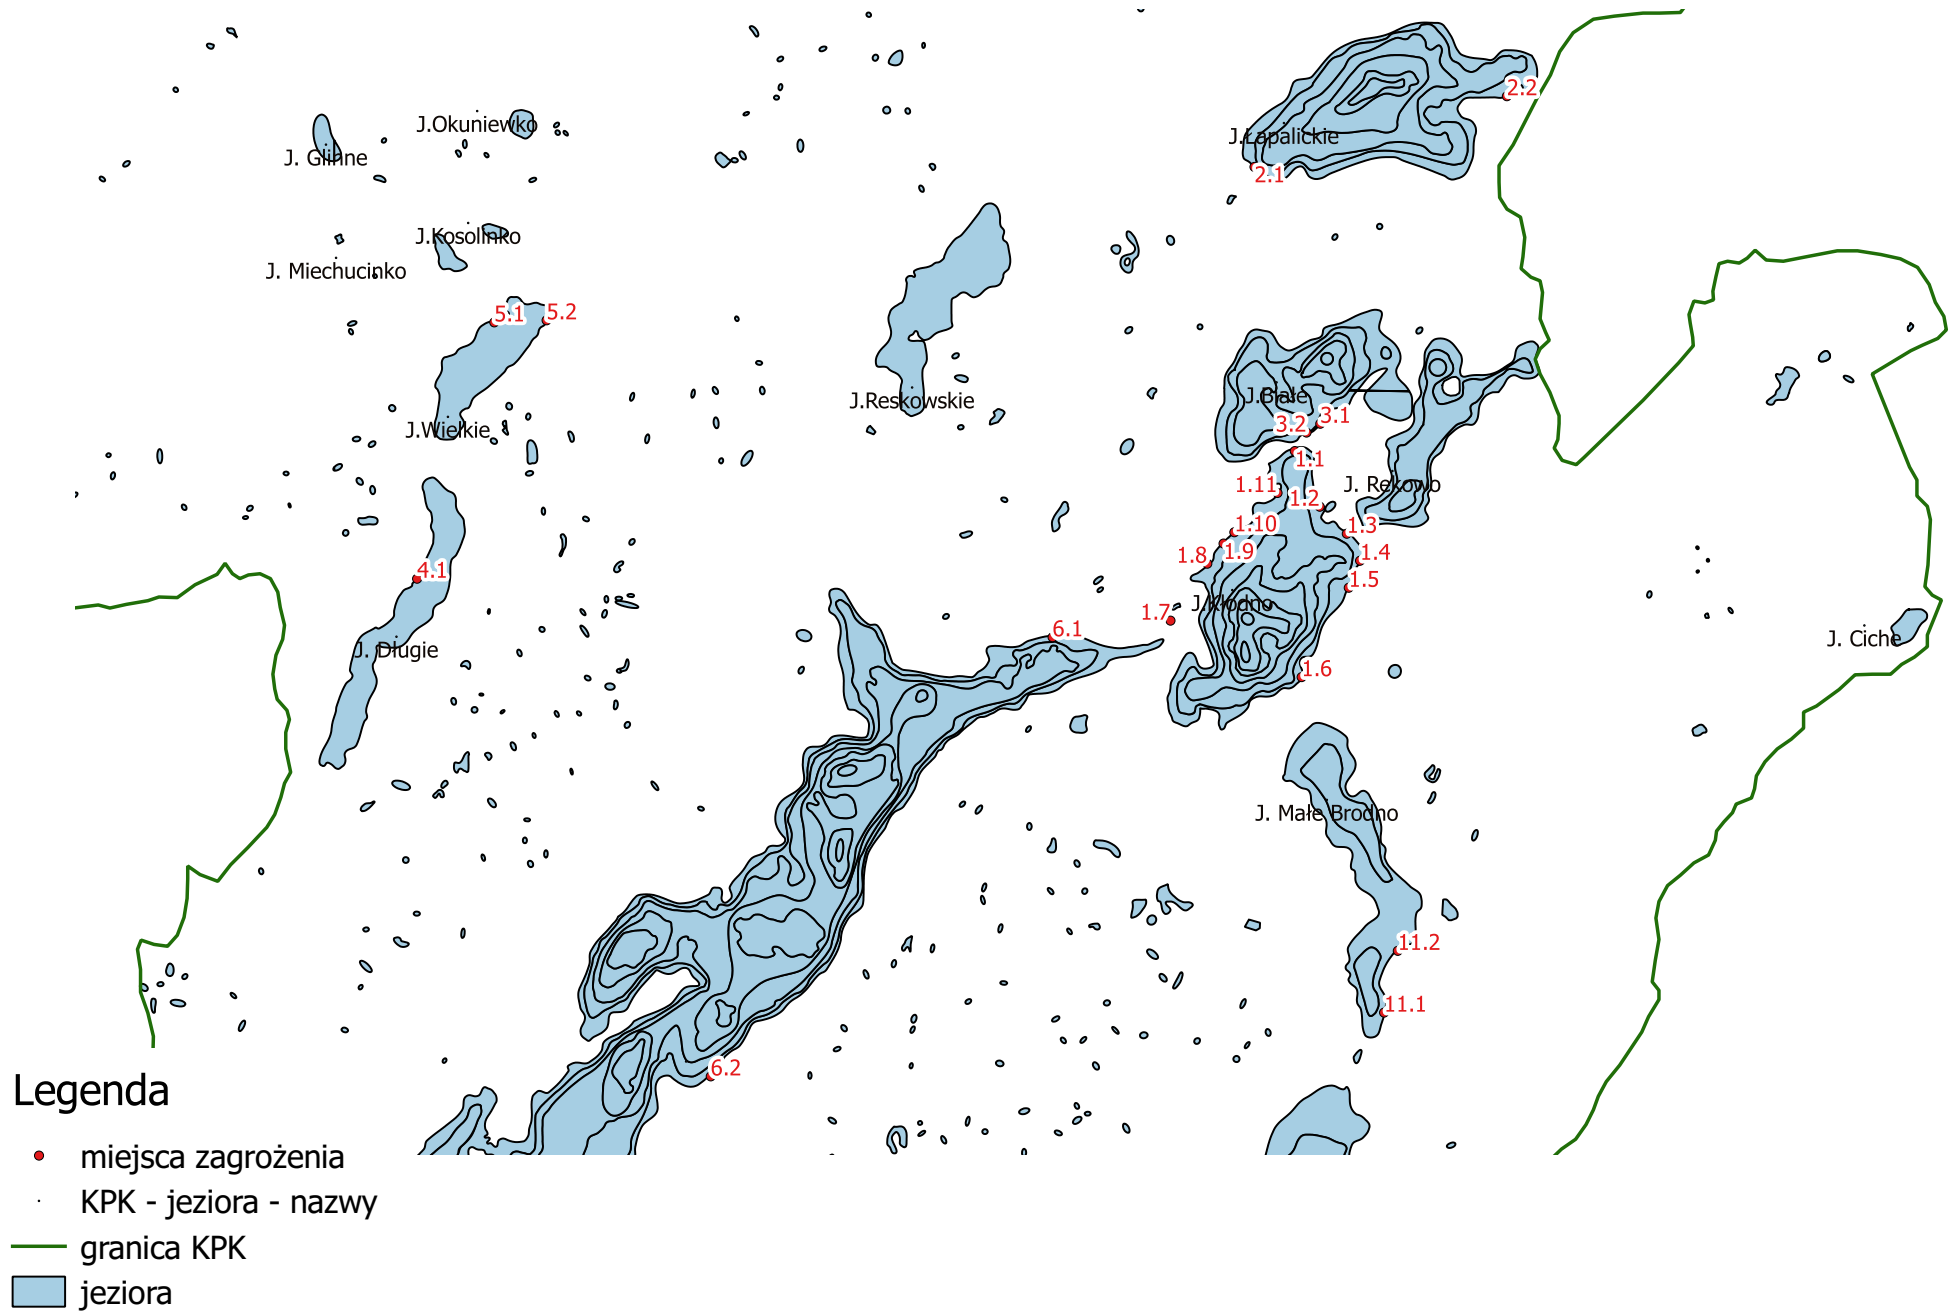 2.2
J.Okuniewko
J.Łapalickie
J. Glinne
2.1
J.Kosolinko
J. Miechucinko
5.1
5.2
J.Białe
J.Reskowskie
3.1
3.2
J.Wielkie
1.1
1.11
J. Rekowo
1.2
1.10
1.3
1.9
1.4
1.8
4.1
1.5
J.Kłodno
1.7
6.1
J. Ciche
J. Długie
1.6
J. Małe Brodno
11.2
11.1
6.2
Legenda
miejsca zagrożenia
KPK - jeziora - nazwy
granica KPK
jeziora